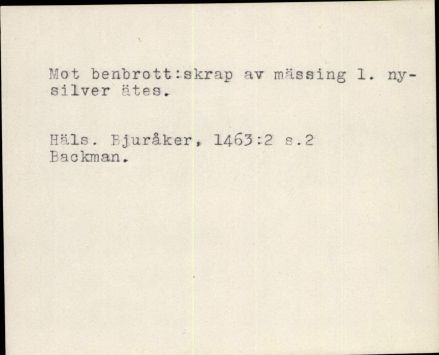 Mot benbrott:skrap av mässing l. ny-
silver ätes.
Häls. Bjuråker, 1463:2 s.2
Backman.